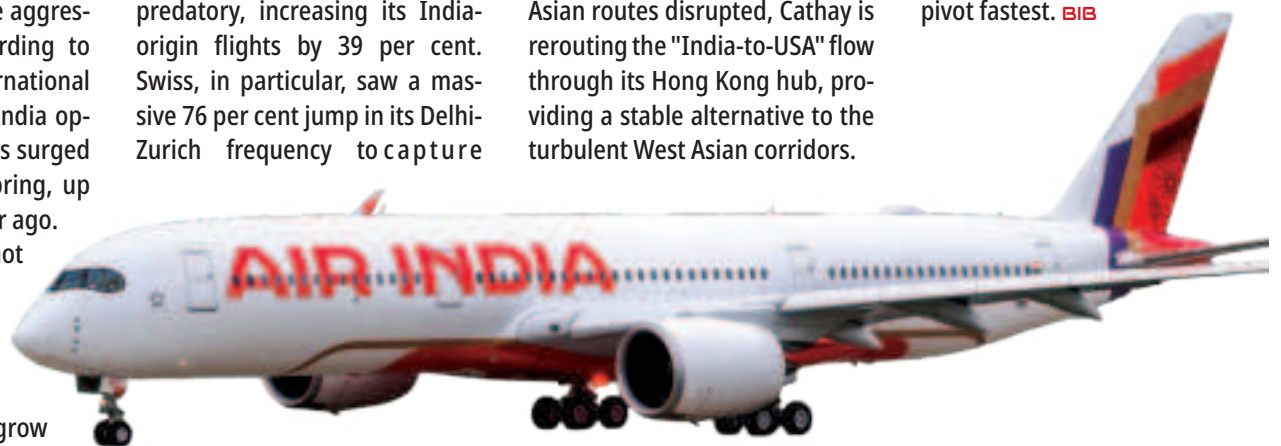 e aggres-
rding to
rnational
ndia op-
s surged
oring, up
r ago.
ot
grow
predatory, increasing its India-
origin flights by 39 per cent.
Swiss, in particular, saw a mas-
sive 76 per cent jump in its Delhi-
Zurich frequency to capture
Asian routes disrupted, Cathay is
rerouting the "India-to-USA" flow
through its Hong Kong hub, pro-
viding a stable alternative to the
turbulent West Asian corridors.
pivot fastest. BIB
AIR INDIA